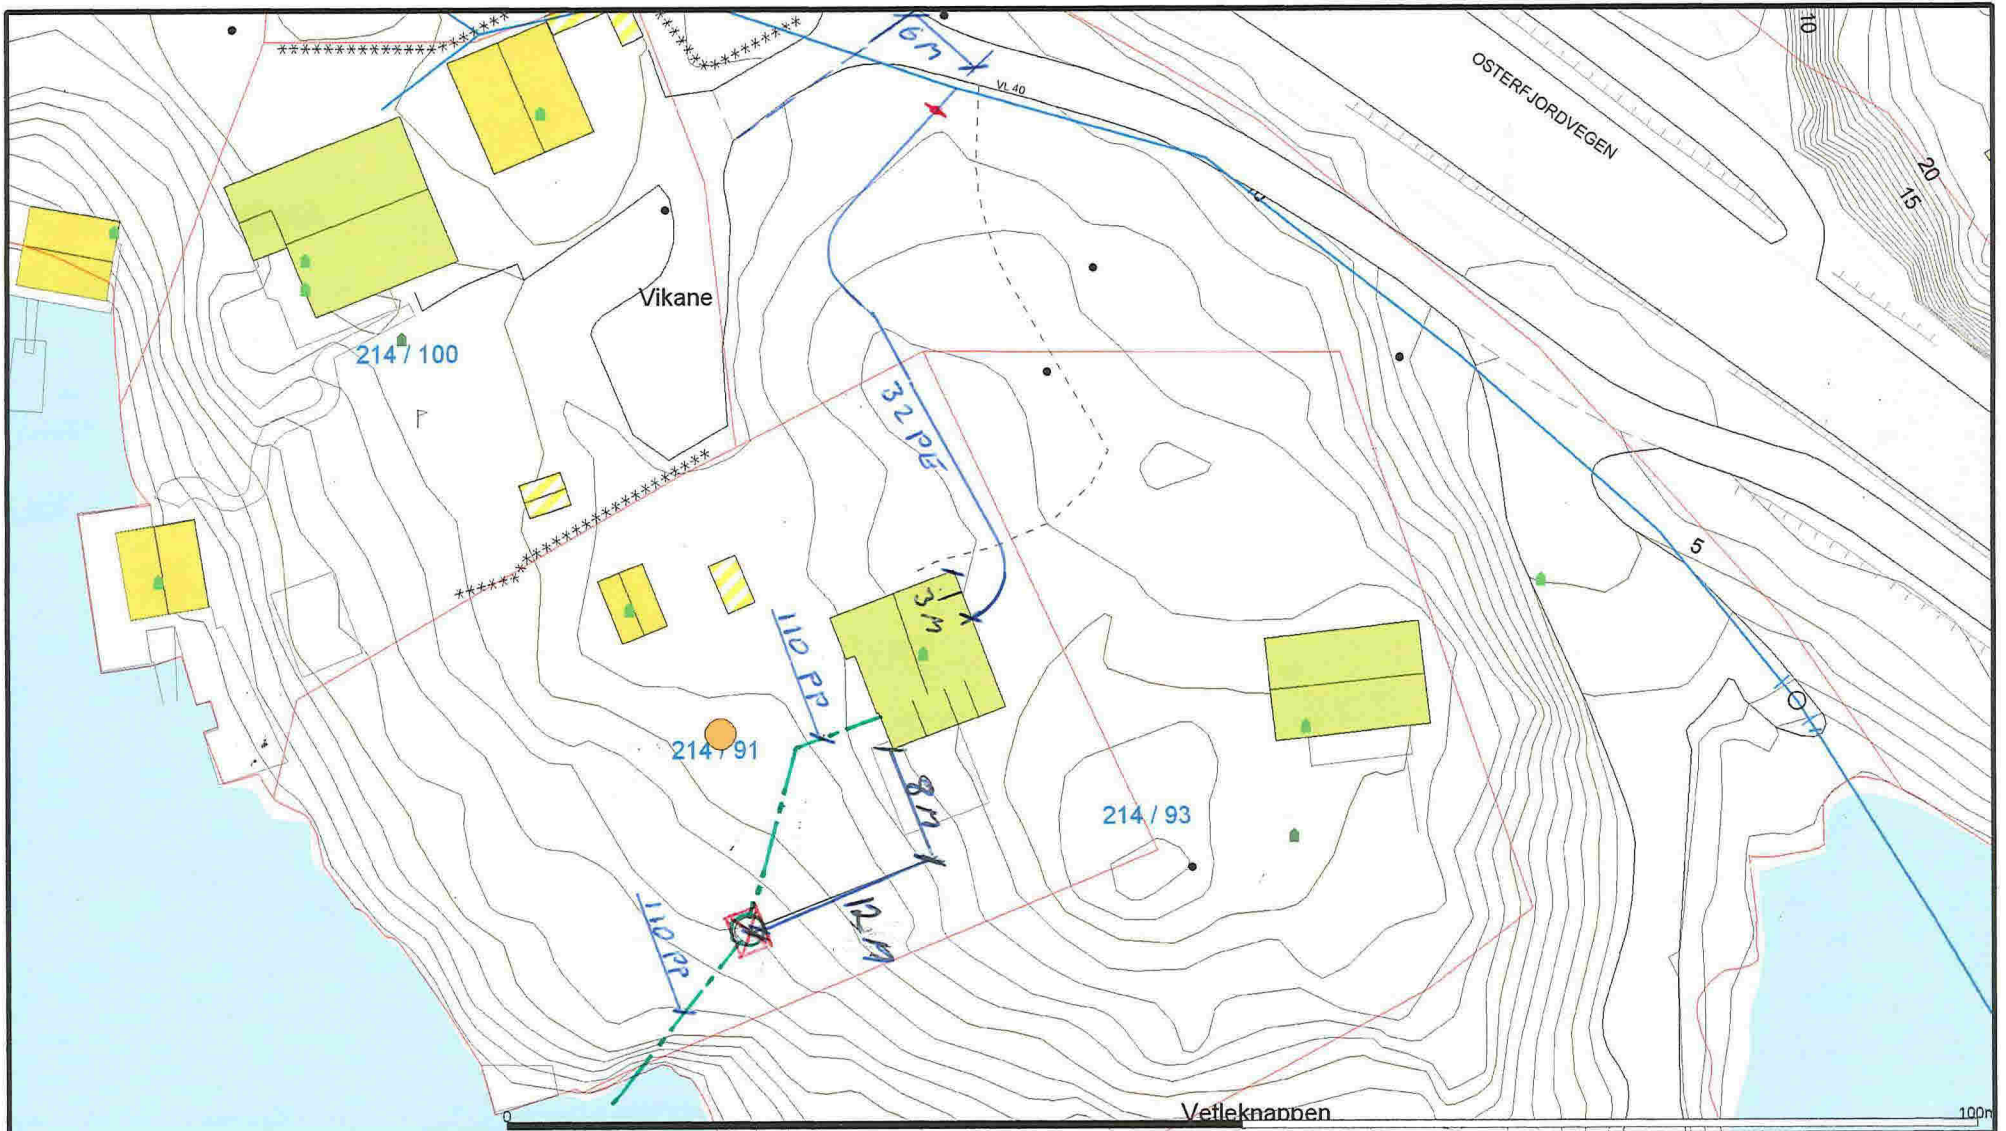 10
6M
VL 40
OSTERFJORDVEGEN
20
15
Vikane
214 / 100
32 PE
5
3M
110 PP
214 / 91
8M
214 / 93
12M
110 PP
0
Vetleknappen
100m